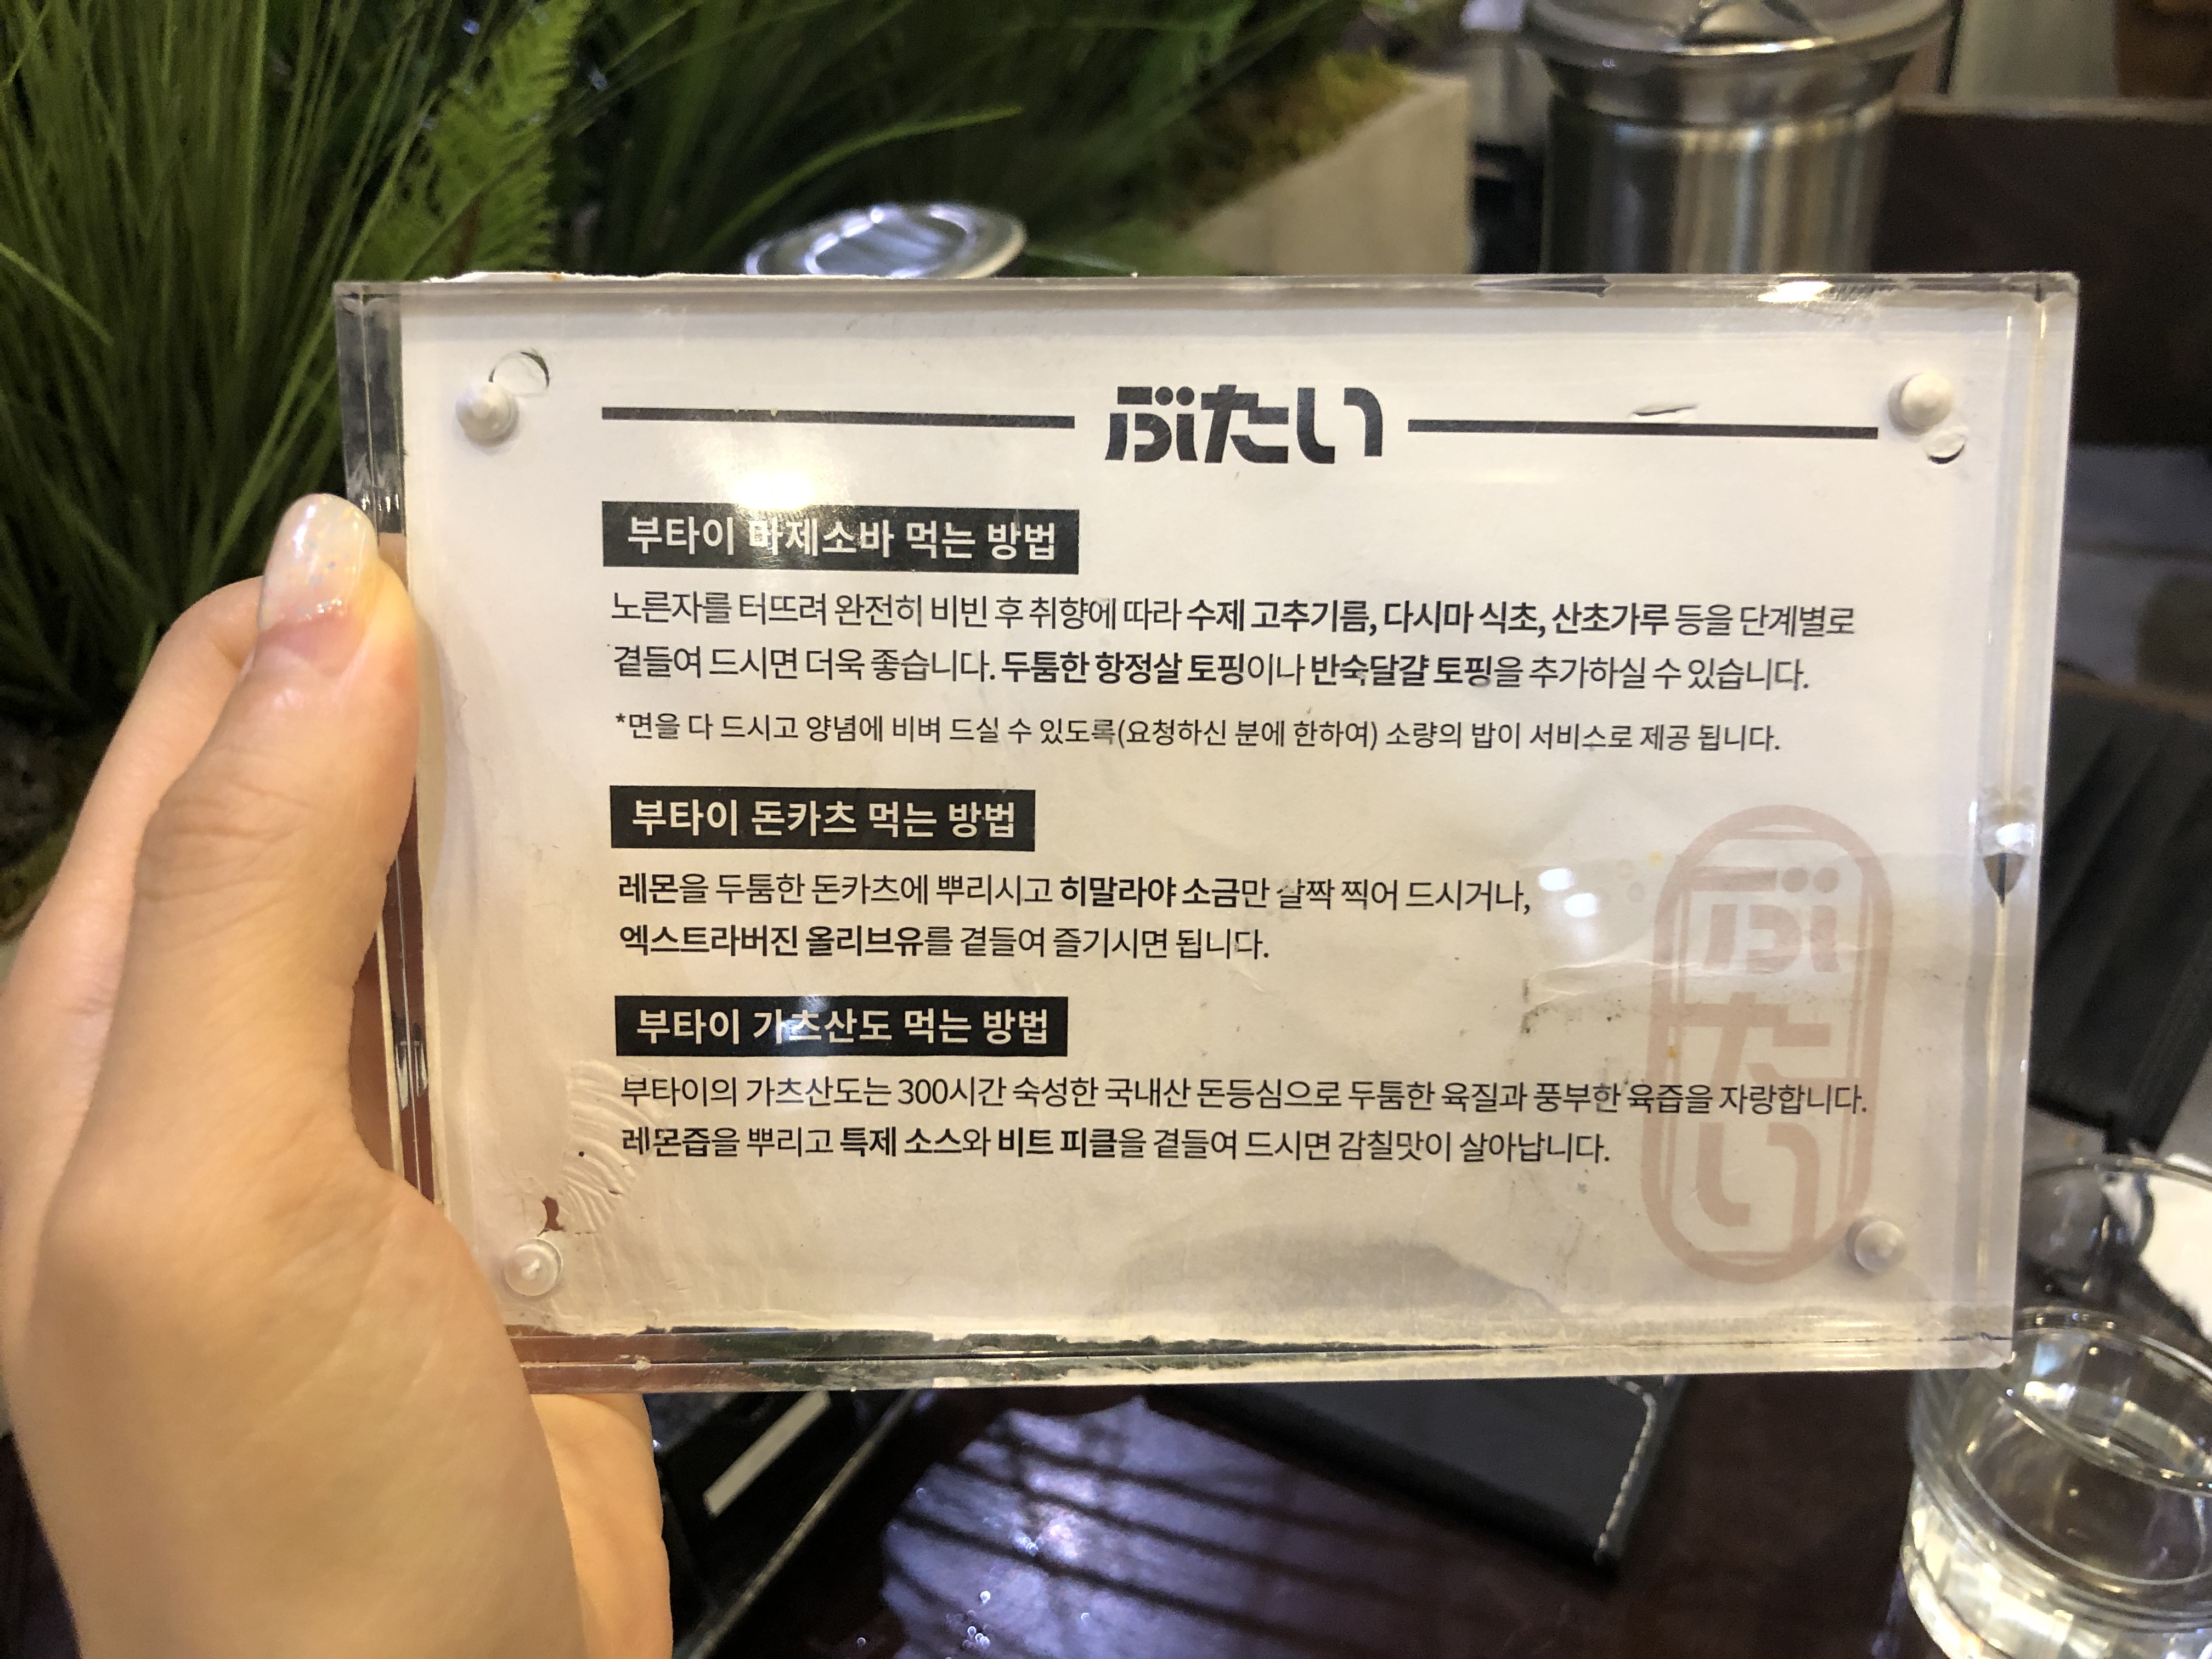 ぶたい
부타이 마제소바 먹는 방법
노른자를 터뜨려 완전히 비빈 후 취향에 따라 수제 고추기름, 다시마 식초, 산초가루 등을 단계별로
곁들여 드시면 더욱 좋습니다. 두툼한 항정살 토핑이나 반숙달걀 토핑을 추가하실 수 있습니다.
*면을 다 드시고 양념에 비벼 드실 수 있도록(요청하신 분에 한하여) 소량의 밥이 서비스로 제공 됩니다.
부타이 돈카츠 먹는 방법
레몬을 두툼한 돈카츠에 뿌리시고 히말라야 소금만 살짝 찍어 드시거나,
엑스트라버진 올리브유를 곁들여 즐기시면 됩니다.
부타이 가츠산도 먹는 방법
부타이의 가츠산도는 300시간 숙성한 국내산 돈등심으로 두툼한 육질과 풍부한 육즙을 자랑합니다.
레몬즙을 뿌리고 특제 소스와 비트 피클을 곁들여 드시면 감칠맛이 살아납니다.
ぶたい